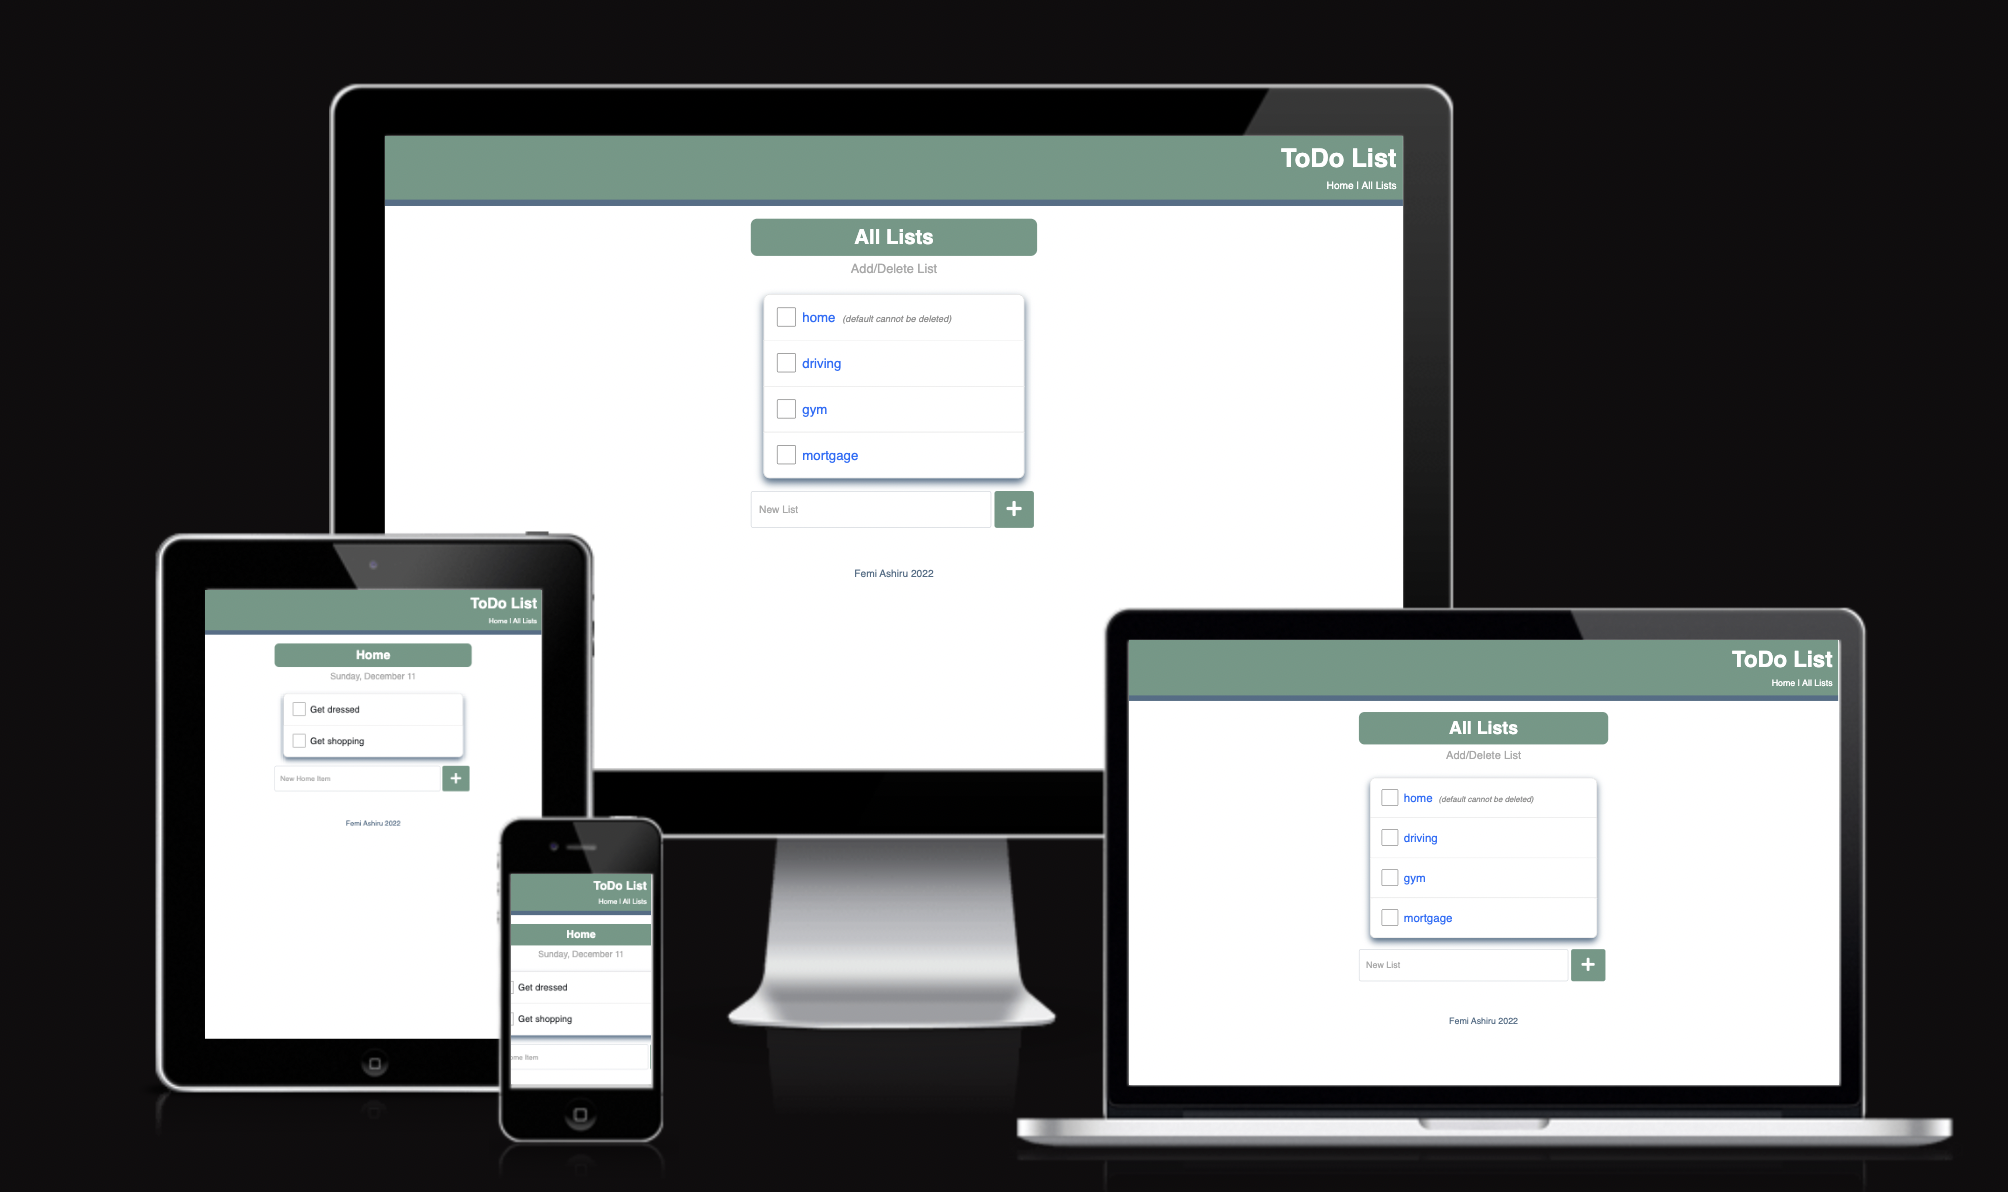 ToDo List
Home | All Lists
All Lists
Add/Delete List
home (default cannot be deleted)
driving
gym
mortgage
New List
Femi Ashiru 2022
ToDo List
Home | All Lists
Home
Sunday, December 11
Get dressed
Get shopping
New Home Item
Femi Ashiru 2022
ToDo List
Home | All Lists
Home
Sunday, December 11
Get dressed
Get shopping
ome Item
ToDo List
Home | All Lists
All Lists
Add/Delete List
home (default cannot be deleted)
driving
gym
mortgage
New List
Femi Ashiru 2022